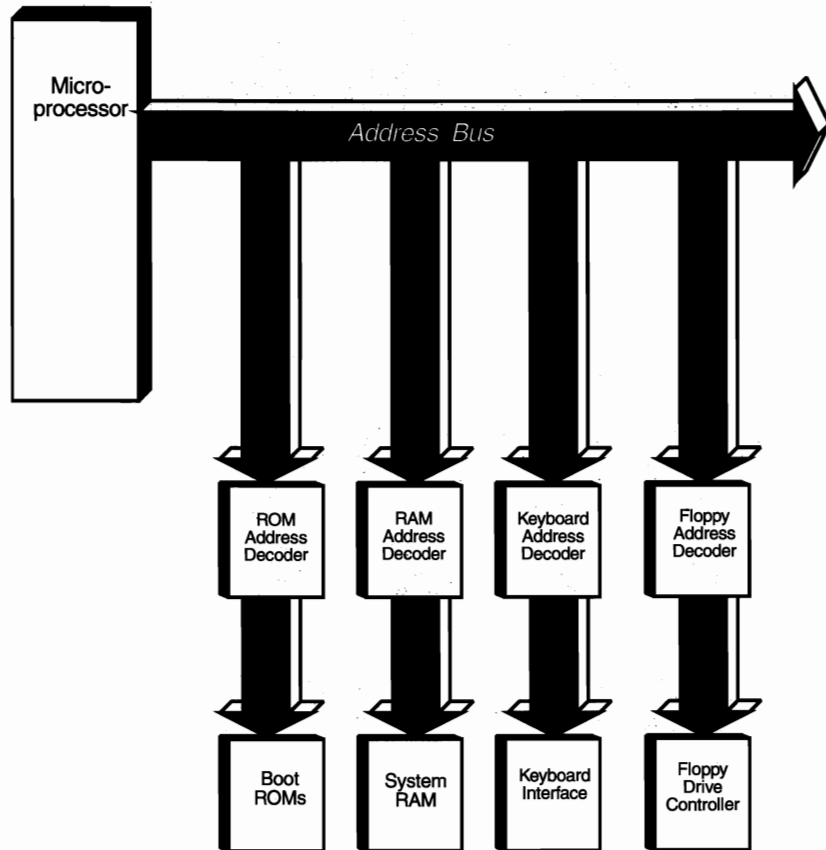 Micro-
processor
Address Bus
ROM
Address
Decoder
RAM
Address
Decoder
Keyboard
Address
Decoder
Floppy
Address
Decoder
Boot
ROMs
System
RAM
Keyboard
Interface
Floppy
Drive
Controller